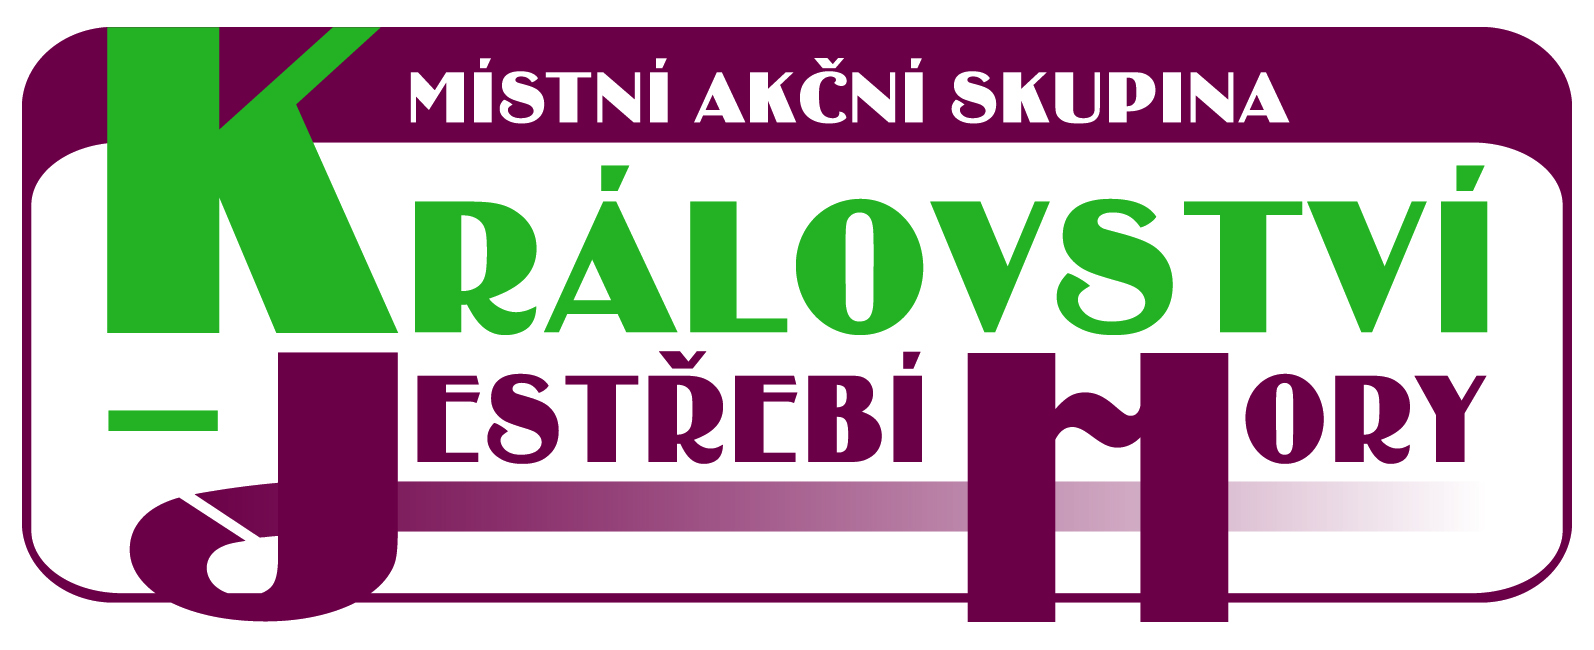 MÍSTNÍ AKČNÍ SKUPINA
KRÁLOVSTVÍ
– JESTŘEBÍ HORY